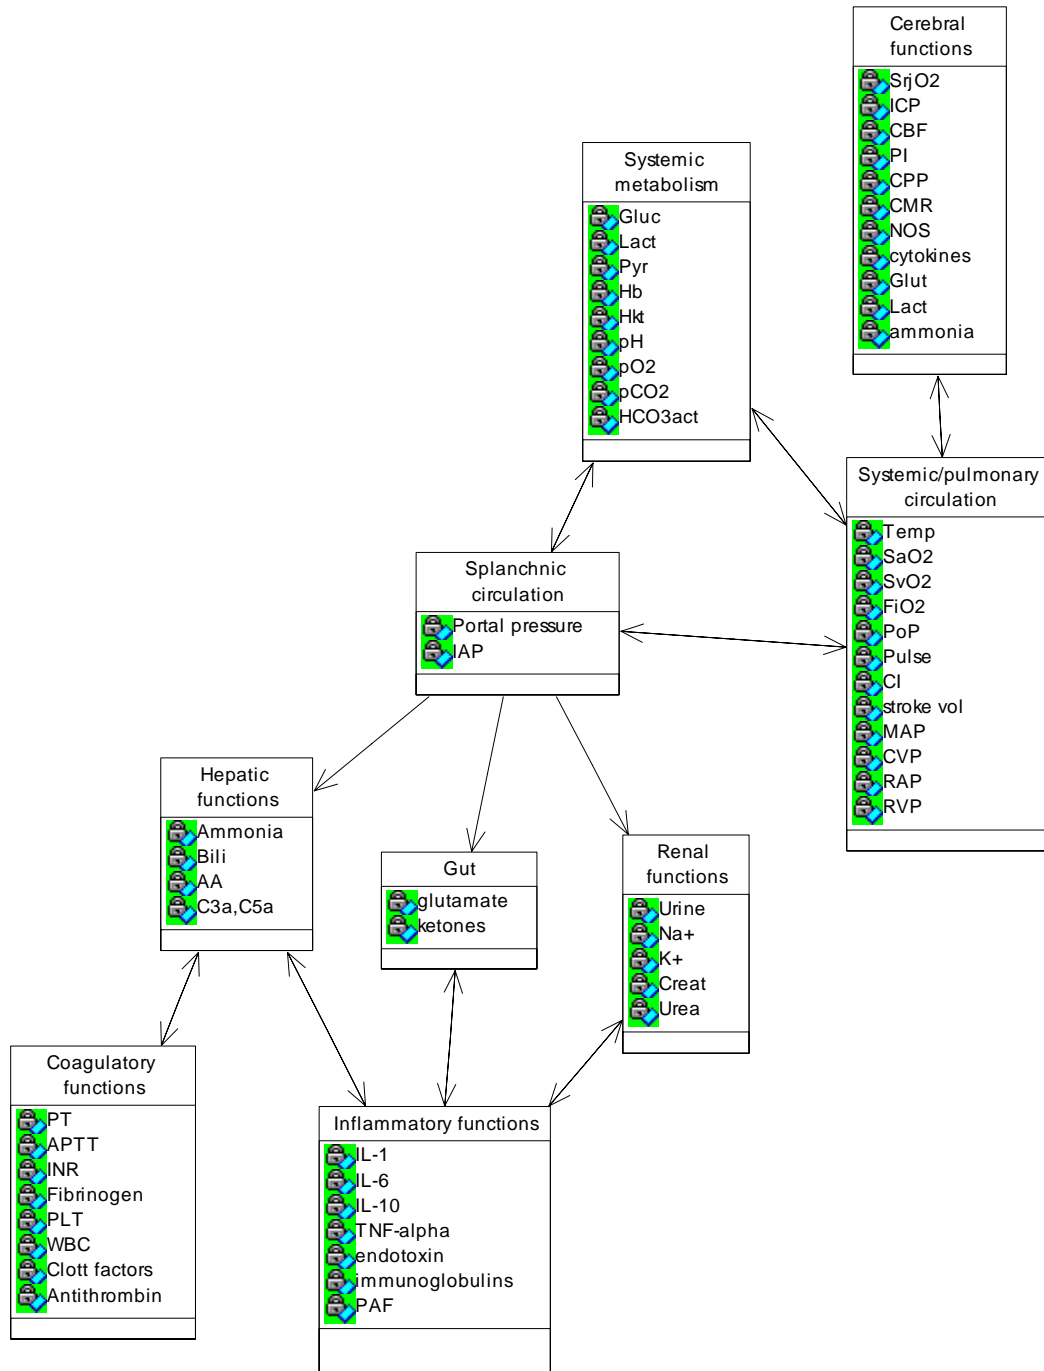 Cerebral
functions
SrjO2
ICP
CBF
PI
CPP
CMR
NOS
cytokines
Glut
Lact
ammonia
Systemic
metabolism
Gluc
Lact
Pyr
Hb
Hkt
pH
pO2
pCO2
HCO3act
Systemic/pulmonary
circulation
Temp
SaO2
SvO2
FiO2
PoP
Pulse
CI
stroke vol
MAP
CVP
RAP
RVP
Splanchnic
circulation
Portal pressure
IAP
Hepatic
functions
Ammonia
Bili
AA
C3a,C5a
Gut
glutamate
ketones
Renal
functions
Urine
Na+
K+
Creat
Urea
Coagulatory
functions
PT
APTT
INR
Fibrinogen
PLT
WBC
Clott factors
Antithrombin
Inflammatory functions
IL-1
IL-6
IL-10
TNF-alpha
endotoxin
immunoglobulins
PAF